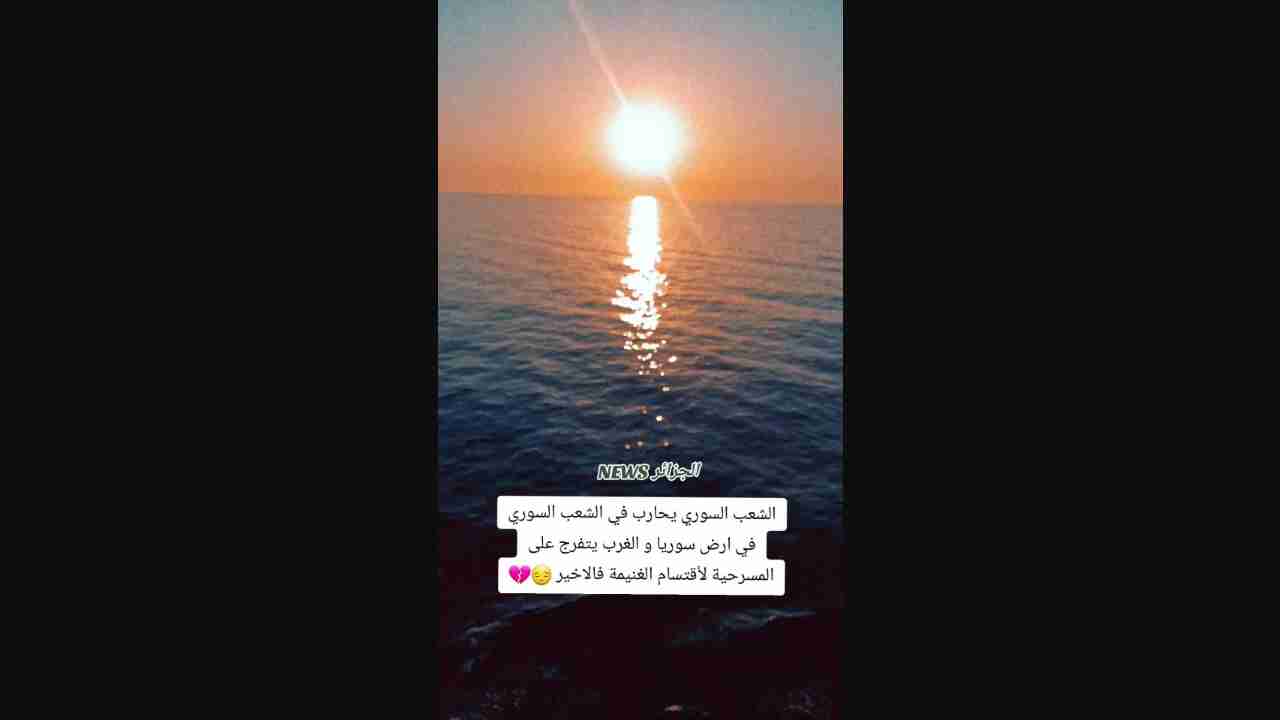 الجزائر NEWS
الشعب السوري يحارب في الشعب السوري
في ارض سوريا و الغرب يتفرج على
المسرحية لأقتسام الغنيمة فالاخير 😔💔